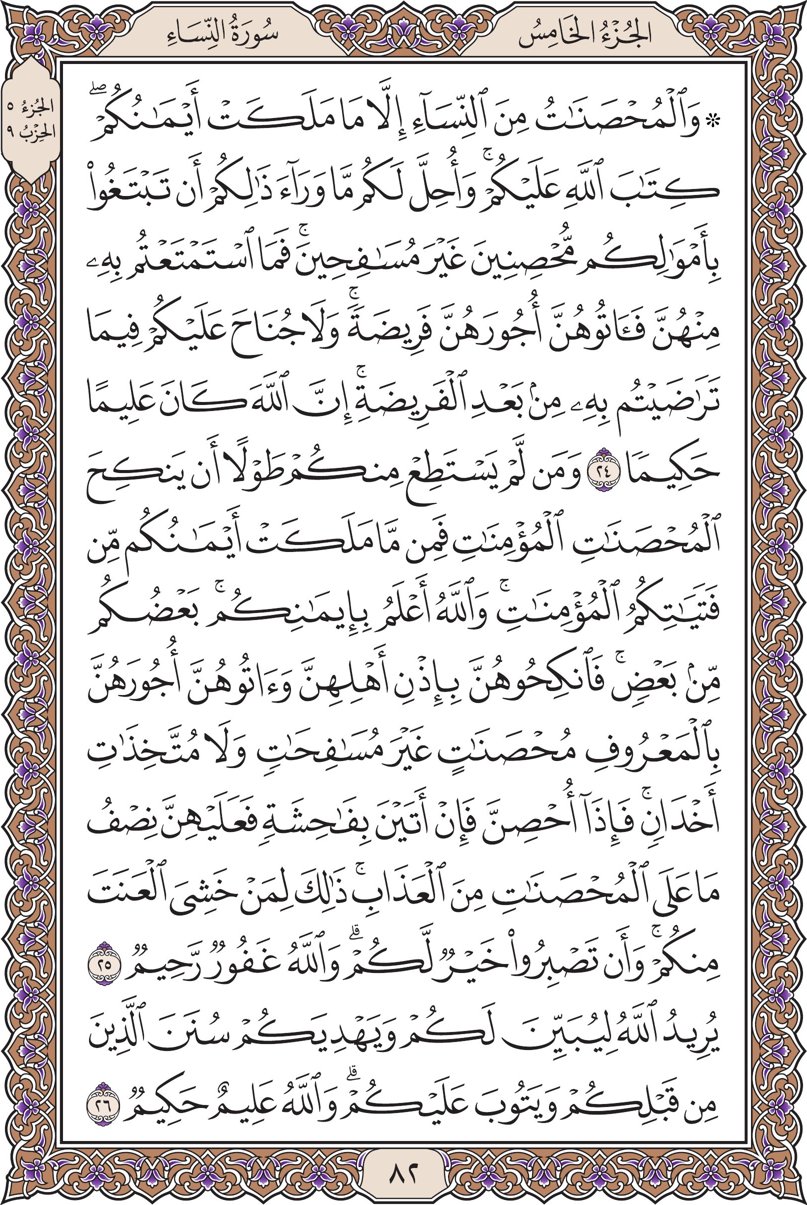 سُورَةُ النِّسَاءِ
الجُزْءُ الخَامِسُ
الجُزءُ ٥
الحِزْبُ ٩
* وَٱلْمُحْصَنَٰتُ مِنَ ٱلنِّسَآءِ إِلَّا مَا مَلَكَتْ أَيْمَٰنُكُمْۖ
كِتَٰبَ ٱللَّهِ عَلَيْكُمْۚ وَأُحِلَّ لَكُم مَّا وَرَآءَ ذَٰلِكُمْ أَن تَبْتَغُوا۟
بِأَمْوَٰلِكُم مُّحْصِنِينَ غَيْرَ مُسَٰفِحِينَۚ فَمَا ٱسْتَمْتَعْتُم بِهِۦ
مِنْهُنَّ فَـَٔاتُوهُنَّ أُجُورَهُنَّ فَرِيضَةًۚ وَلَا جُنَاحَ عَلَيْكُمْ فِيمَا
تَرَٰضَيْتُم بِهِۦ مِنۢ بَعْدِ ٱلْفَرِيضَةِۚ إِنَّ ٱللَّهَ كَانَ عَلِيمًا
حَكِيمًا ٢٤ وَمَن لَّمْ يَسْتَطِعْ مِنكُمْ طَوْلًا أَن يَنكِحَ
ٱلْمُحْصَنَٰتِ ٱلْمُؤْمِنَٰتِ فَمِن مَّا مَلَكَتْ أَيْمَٰنُكُم مِّن
فَتَيَٰتِكُمُ ٱلْمُؤْمِنَٰتِۚ وَٱللَّهُ أَعْلَمُ بِإِيمَٰنِكُمۚ بَعْضُكُم
مِّنۢ بَعْضٍۚ فَٱنكِحُوهُنَّ بِإِذْنِ أَهْلِهِنَّ وَءَاتُوهُنَّ أُجُورَهُنَّ
بِٱلْمَعْرُوفِ مُحْصَنَٰتٍ غَيْرَ مُسَٰفِحَٰتٍ وَلَا مُتَّخِذَٰتِ
أَخْدَانٍۚ فَإِذَآ أُحْصِنَّ فَإِنْ أَتَيْنَ بِفَٰحِشَةٍ فَعَلَيْهِنَّ نِصْفُ
مَا عَلَى ٱلْمُحْصَنَٰتِ مِنَ ٱلْعَذَابِۚ ذَٰلِكَ لِمَنْ خَشِىَ ٱلْعَنَتَ
مِنكُمْۚ وَأَن تَصْبِرُوا۟ خَيْرٌ لَّكُمْۗ وَٱللَّهُ غَفُورٌ رَّحِيمٌ ٢٥
يُرِيدُ ٱللَّهُ لِيُبَيِّنَ لَكُمْ وَيَهْدِيَكُمْ سُنَنَ ٱلَّذِينَ
مِن قَبْلِكُمْ وَيَتُوبَ عَلَيْكُمْۗ وَٱللَّهُ عَلِيمٌ حَكِيمٌ ٢٦
٨٢